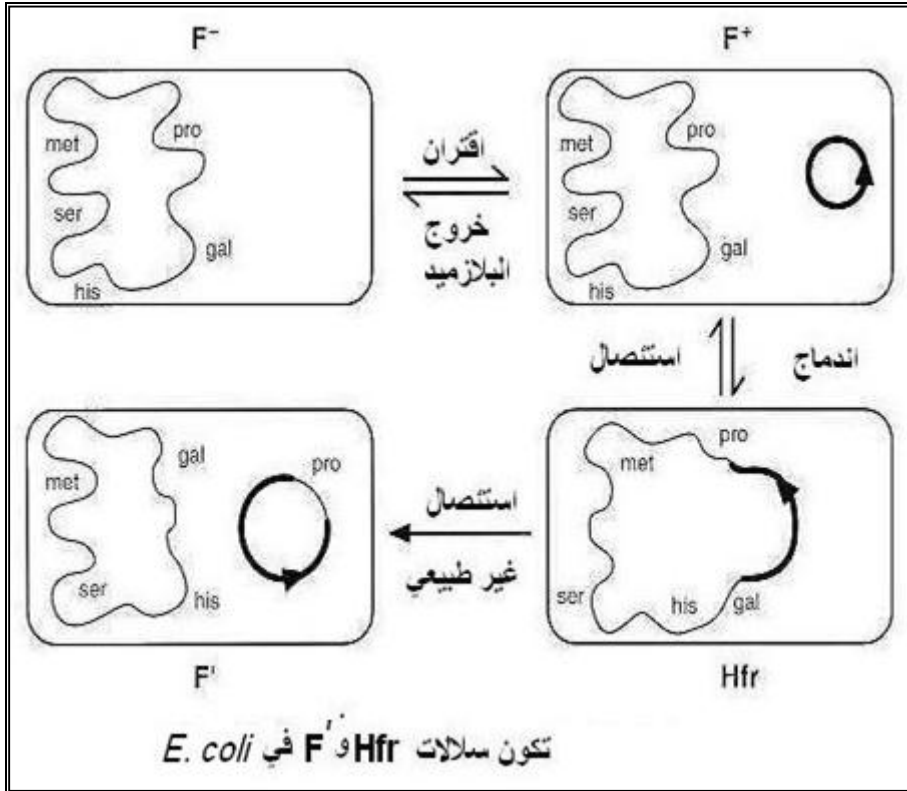 F⁻
F⁺
met
pro
ser
gal
his
اقتران
خروج
البلازميد
met
pro
ser
gal
his
استئصال
اندماج
gal
pro
met
ser
his
استئصال
غير طبيعي
pro
met
ser
his
gal
F'
Hfr
تكون سلالات Hfr و F' في E. coli